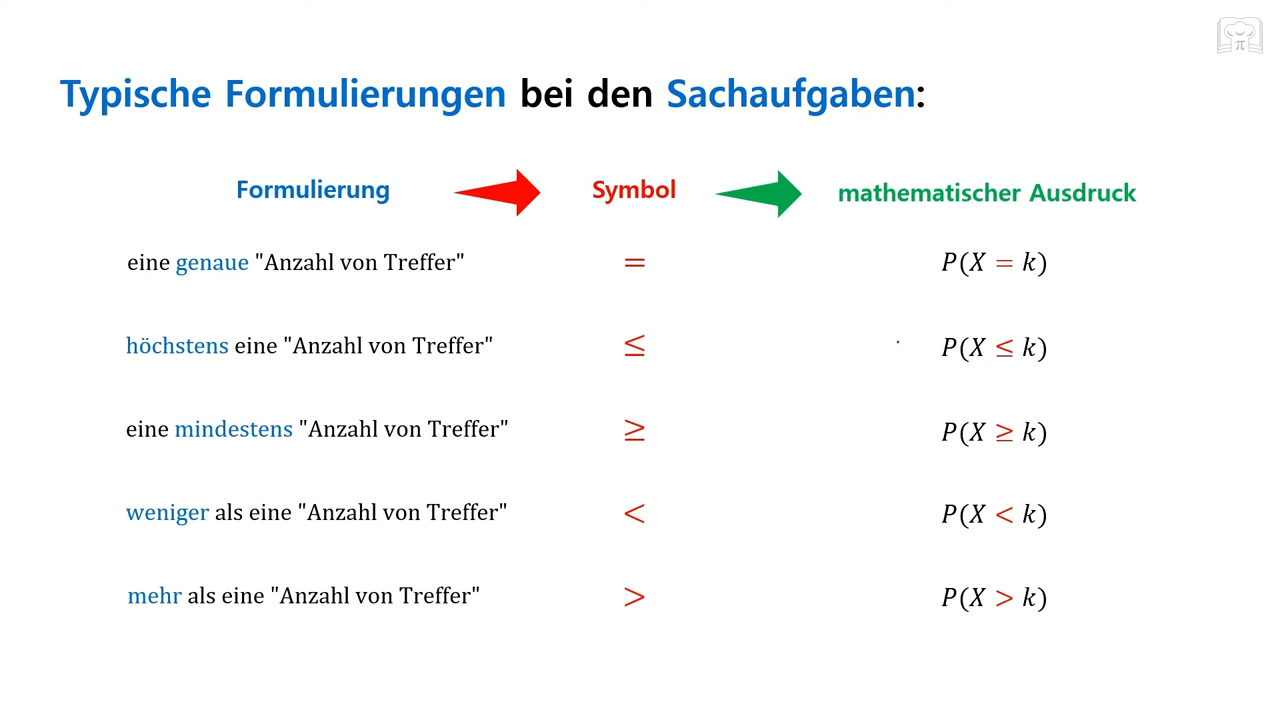 Typische Formulierungen bei den Sachaufgaben:
Formulierung Symbol mathematischer Ausdruck
eine genaue "Anzahl von Treffer" = P(X = k)
höchstens eine "Anzahl von Treffer" ≤ P(X ≤ k)
eine mindestens "Anzahl von Treffer" ≥ P(X ≥ k)
weniger als eine "Anzahl von Treffer" < P(X < k)
mehr als eine "Anzahl von Treffer" > P(X > k)
π